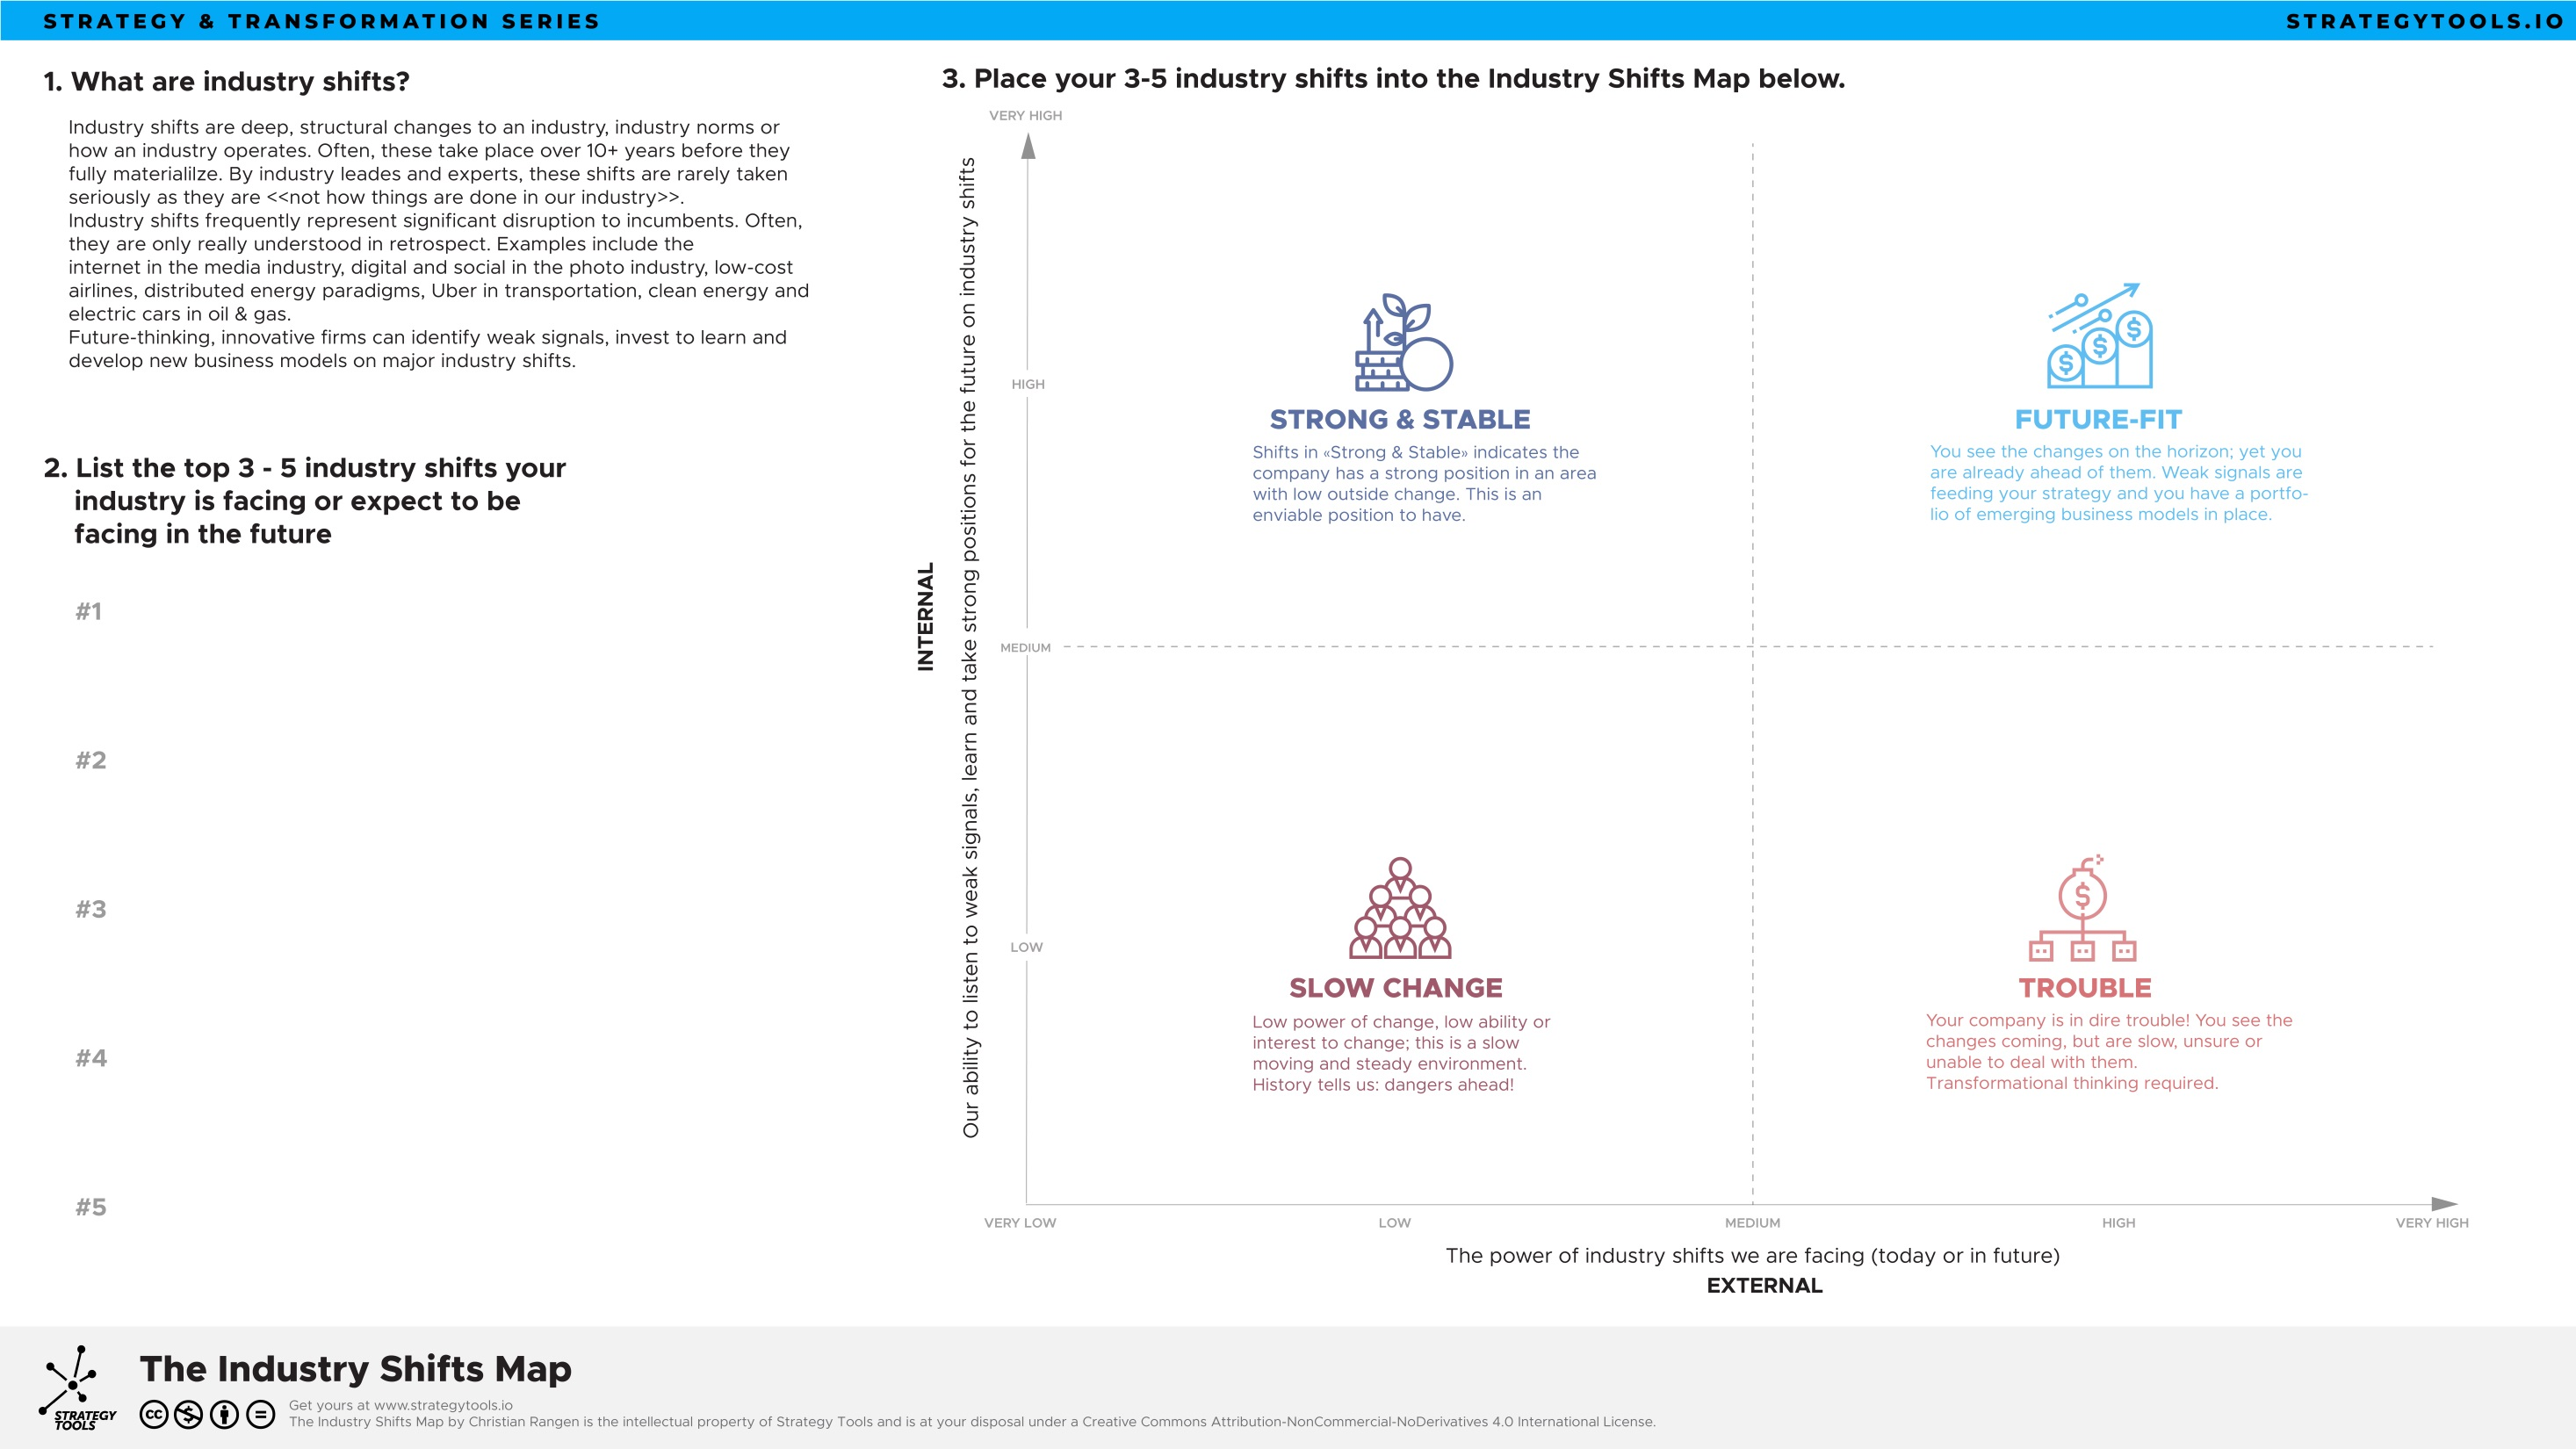 STRATEGY & TRANSFORMATION SERIES
STRATEGYTOOLS.IO
1. What are industry shifts?
Industry shifts are deep, structural changes to an industry, industry norms or
how an industry operates. Often, these take place over 10+ years before they
fully materialilze. By industry leades and experts, these shifts are rarely taken
seriously as they are <<not how things are done in our industry>>.
Industry shifts frequently represent significant disruption to incumbents. Often,
they are only really understood in retrospect. Examples include the
internet in the media industry, digital and social in the photo industry, low-cost
airlines, distributed energy paradigms, Uber in transportation, clean energy and
electric cars in oil & gas.
Future-thinking, innovative firms can identify weak signals, invest to learn and
develop new business models on major industry shifts.
2. List the top 3 - 5 industry shifts your
industry is facing or expect to be
facing in the future
#1
#2
#3
#4
#5
3. Place your 3-5 industry shifts into the Industry Shifts Map below.
INTERNAL
Our ability to listen to weak signals, learn and take strong positions for the future on industry shifts
VERY HIGH
HIGH
MEDIUM
LOW
STRONG & STABLE
Shifts in «Strong & Stable» indicates the
company has a strong position in an area
with low outside change. This is an
enviable position to have.
FUTURE-FIT
You see the changes on the horizon; yet you
are already ahead of them. Weak signals are
feeding your strategy and you have a portfo-
lio of emerging business models in place.
$
$
$
SLOW CHANGE
Low power of change, low ability or
interest to change; this is a slow
moving and steady environment.
History tells us: dangers ahead!
$
TROUBLE
Your company is in dire trouble! You see the
changes coming, but are slow, unsure or
unable to deal with them.
Transformational thinking required.
VERY LOW
LOW
MEDIUM
HIGH
VERY HIGH
The power of industry shifts we are facing (today or in future)
EXTERNAL
STRATEGY
TOOLS
The Industry Shifts Map
cc
Get yours at www.strategytools.io
The Industry Shifts Map by Christian Rangen is the intellectual property of Strategy Tools and is at your disposal under a Creative Commons Attribution-NonCommercial-NoDerivatives 4.0 International License.